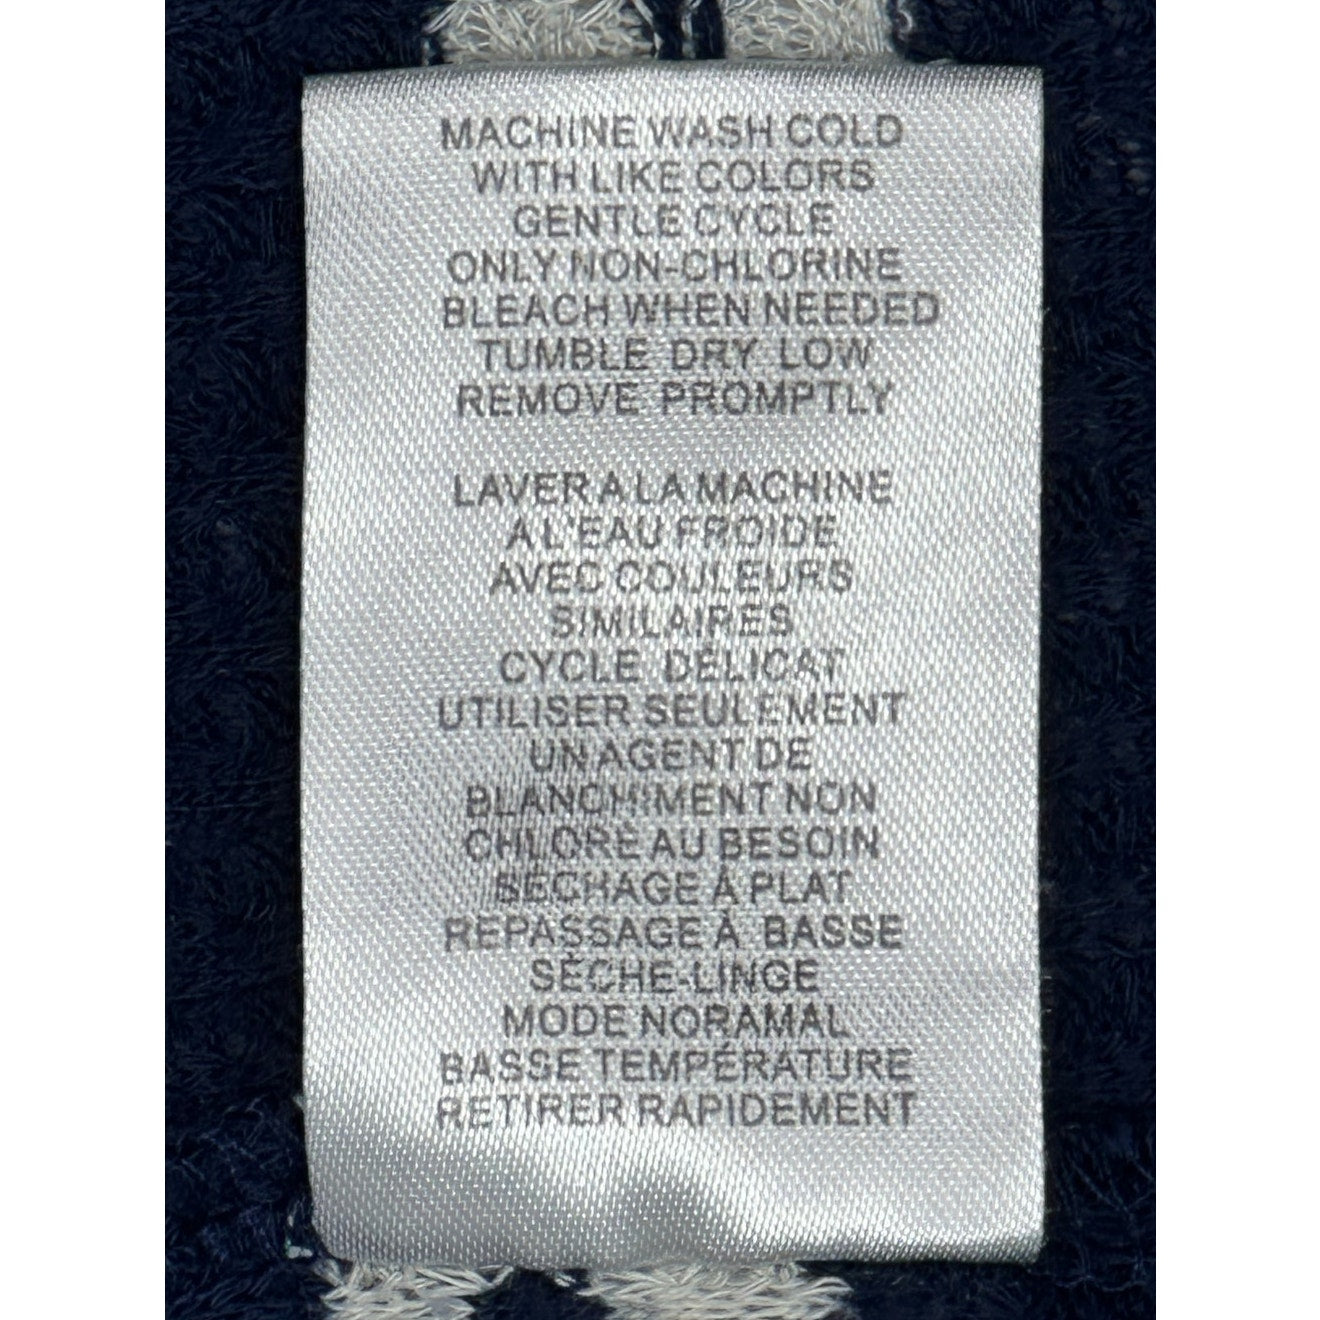 MACHINE WASH COLD
WITH LIKE COLORS
GENTLE CYCLE
ONLY NON-CHLORINE
BLEACH WHEN NEEDED
TUMBLE DRY LOW
REMOVE PROMPTLY
LAVER A LA MACHINE
A L'EAU FROIDE
AVEC COULEURS
SIMILAIRES
CYCLE DÉLICAT
UTILISER SEULEMENT
UN AGENT DE
BLANCHIMENT NON
CHLORE AU BESOIN
SÉCHAGE À PLAT
REPASSAGE À BASSE
SÈCHE-LINGE
MODE NORAMAL
BASSE TEMPÉRATURE
RETIRER RAPIDEMENT